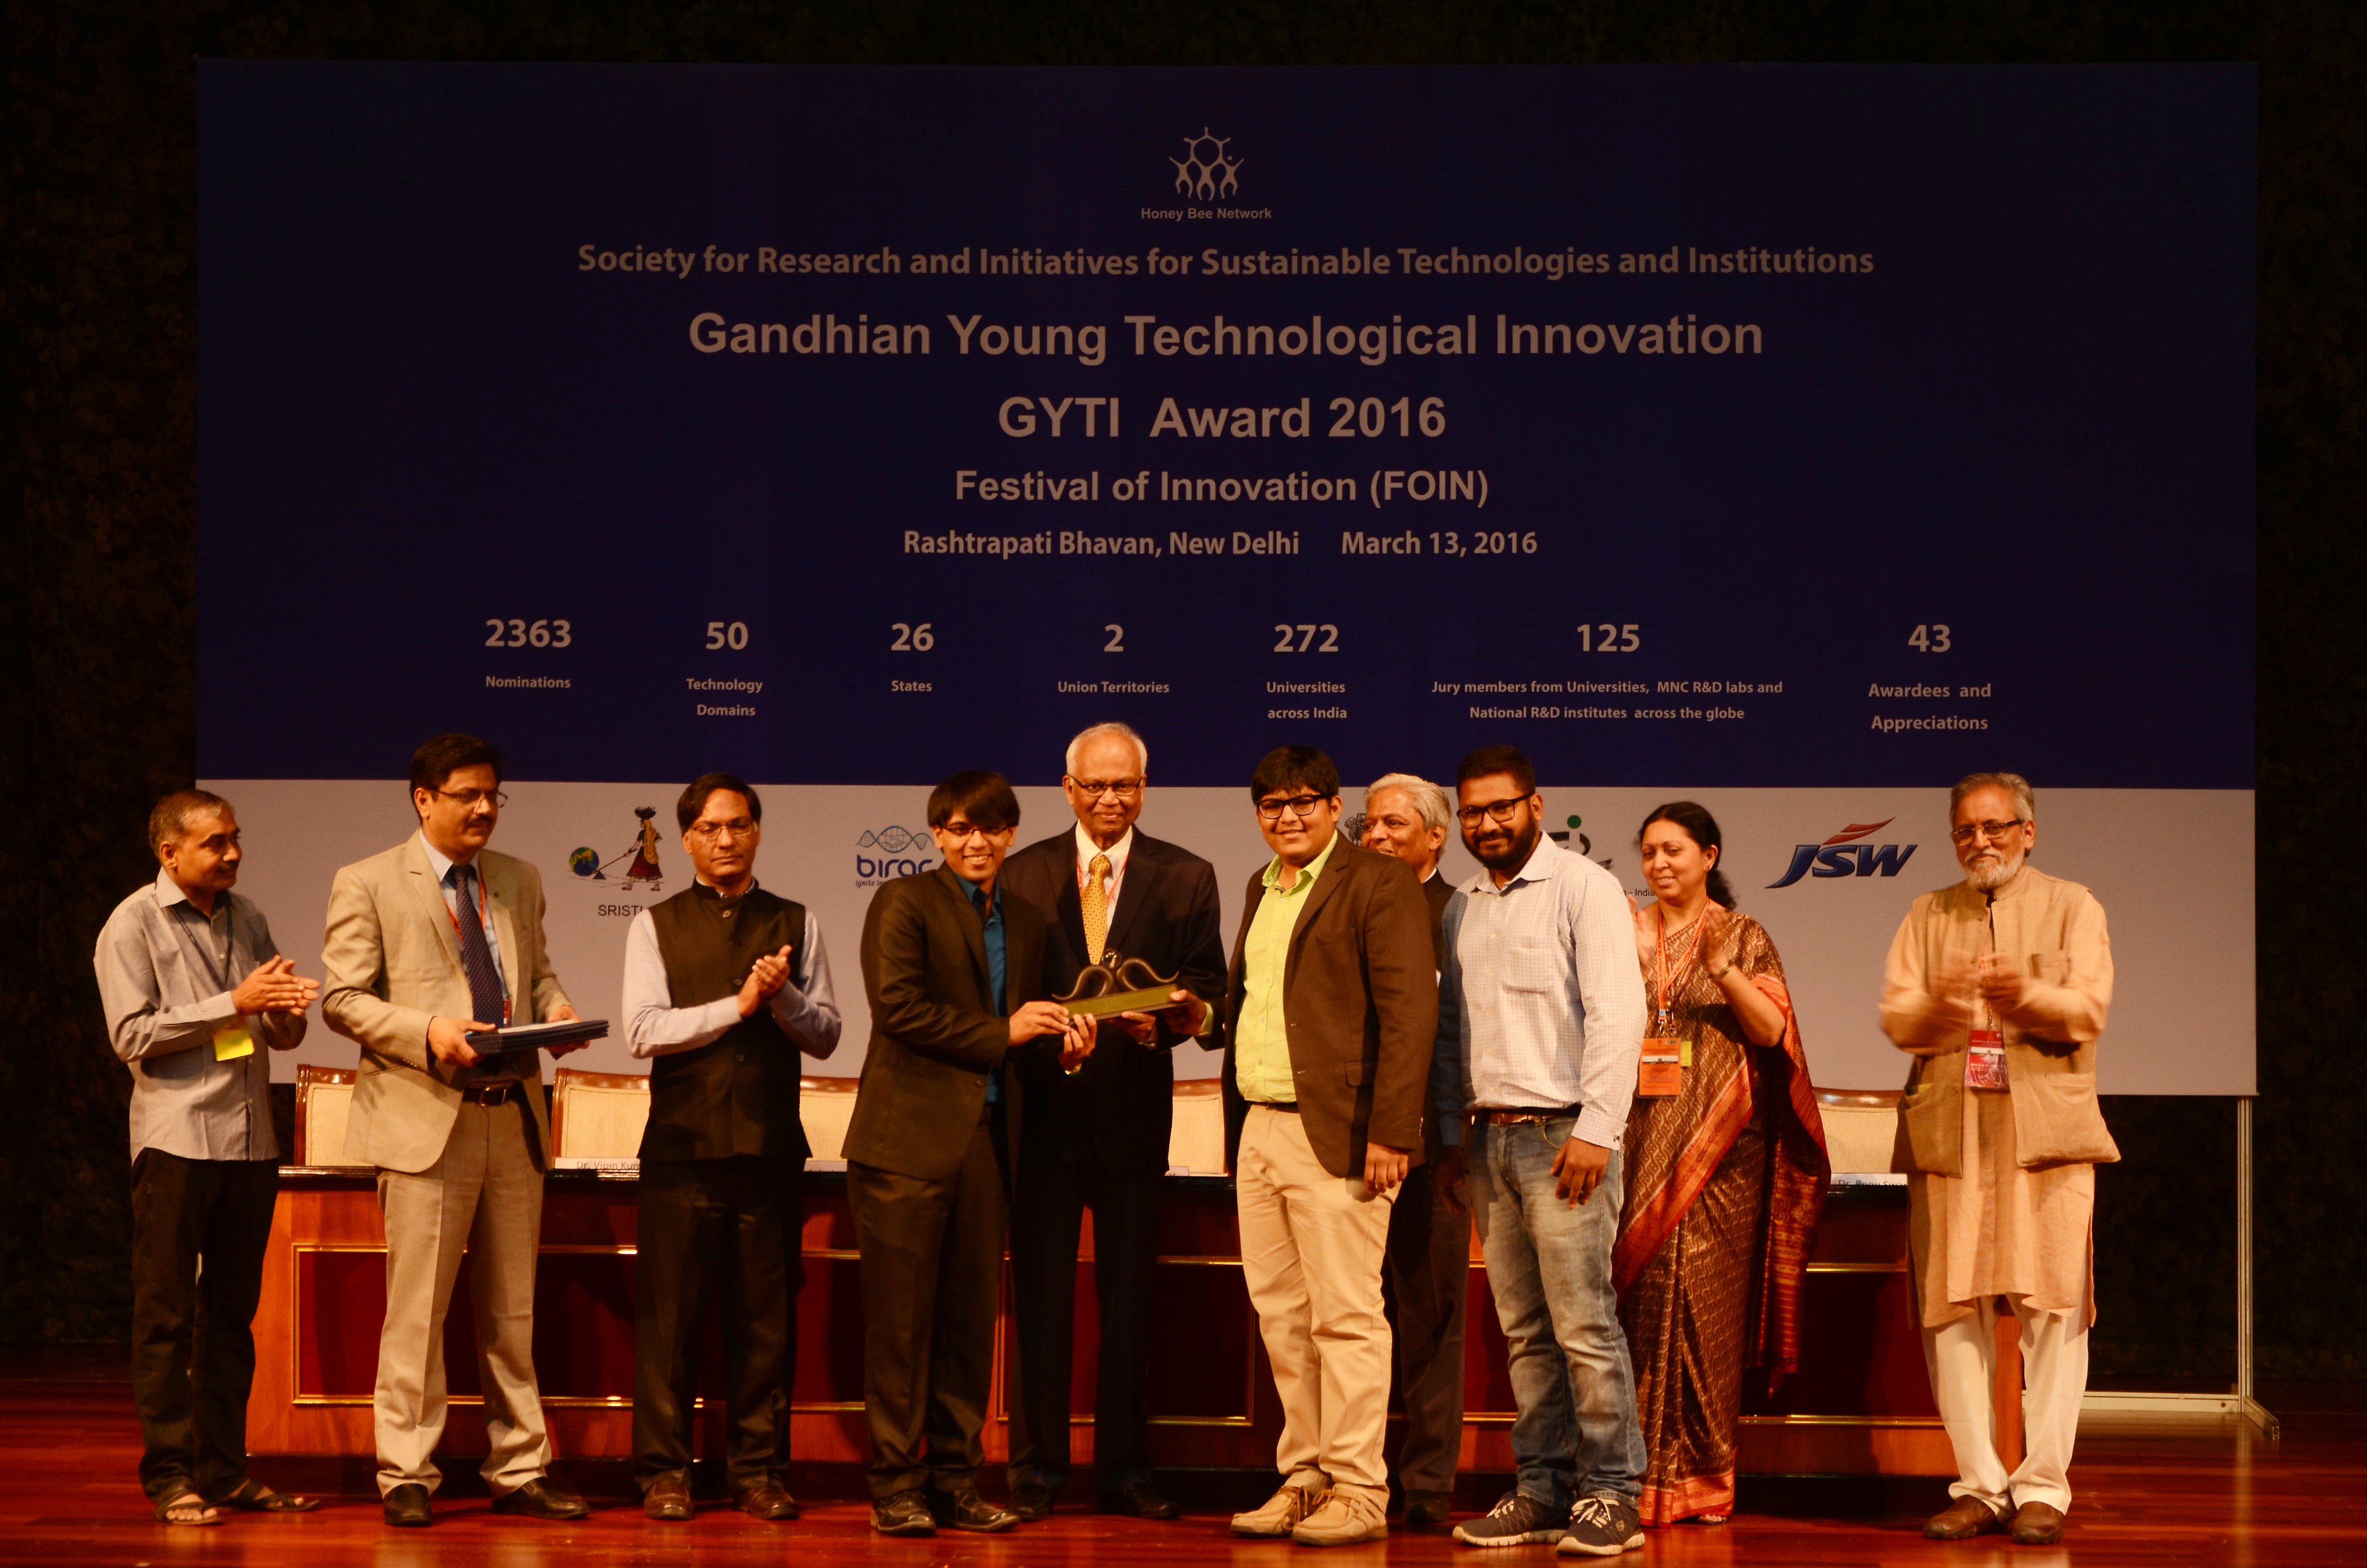 Honey Bee Network
Society for Research and Initiatives for Sustainable Technologies and Institutions
Gandhian Young Technological Innovation
GYTI Award 2016
Festival of Innovation (FOIN)
Rashtrapati Bhavan, New Delhi March 13, 2016
2363 50 26 2 272 125 43
Nominations Technology States Union Territories Universities Jury members from Universities, MNC R&D labs and Awardees and
Domains across India National R&D institutes across the globe Appreciations
birac
SRISTI
JSW
Dr. Vipin